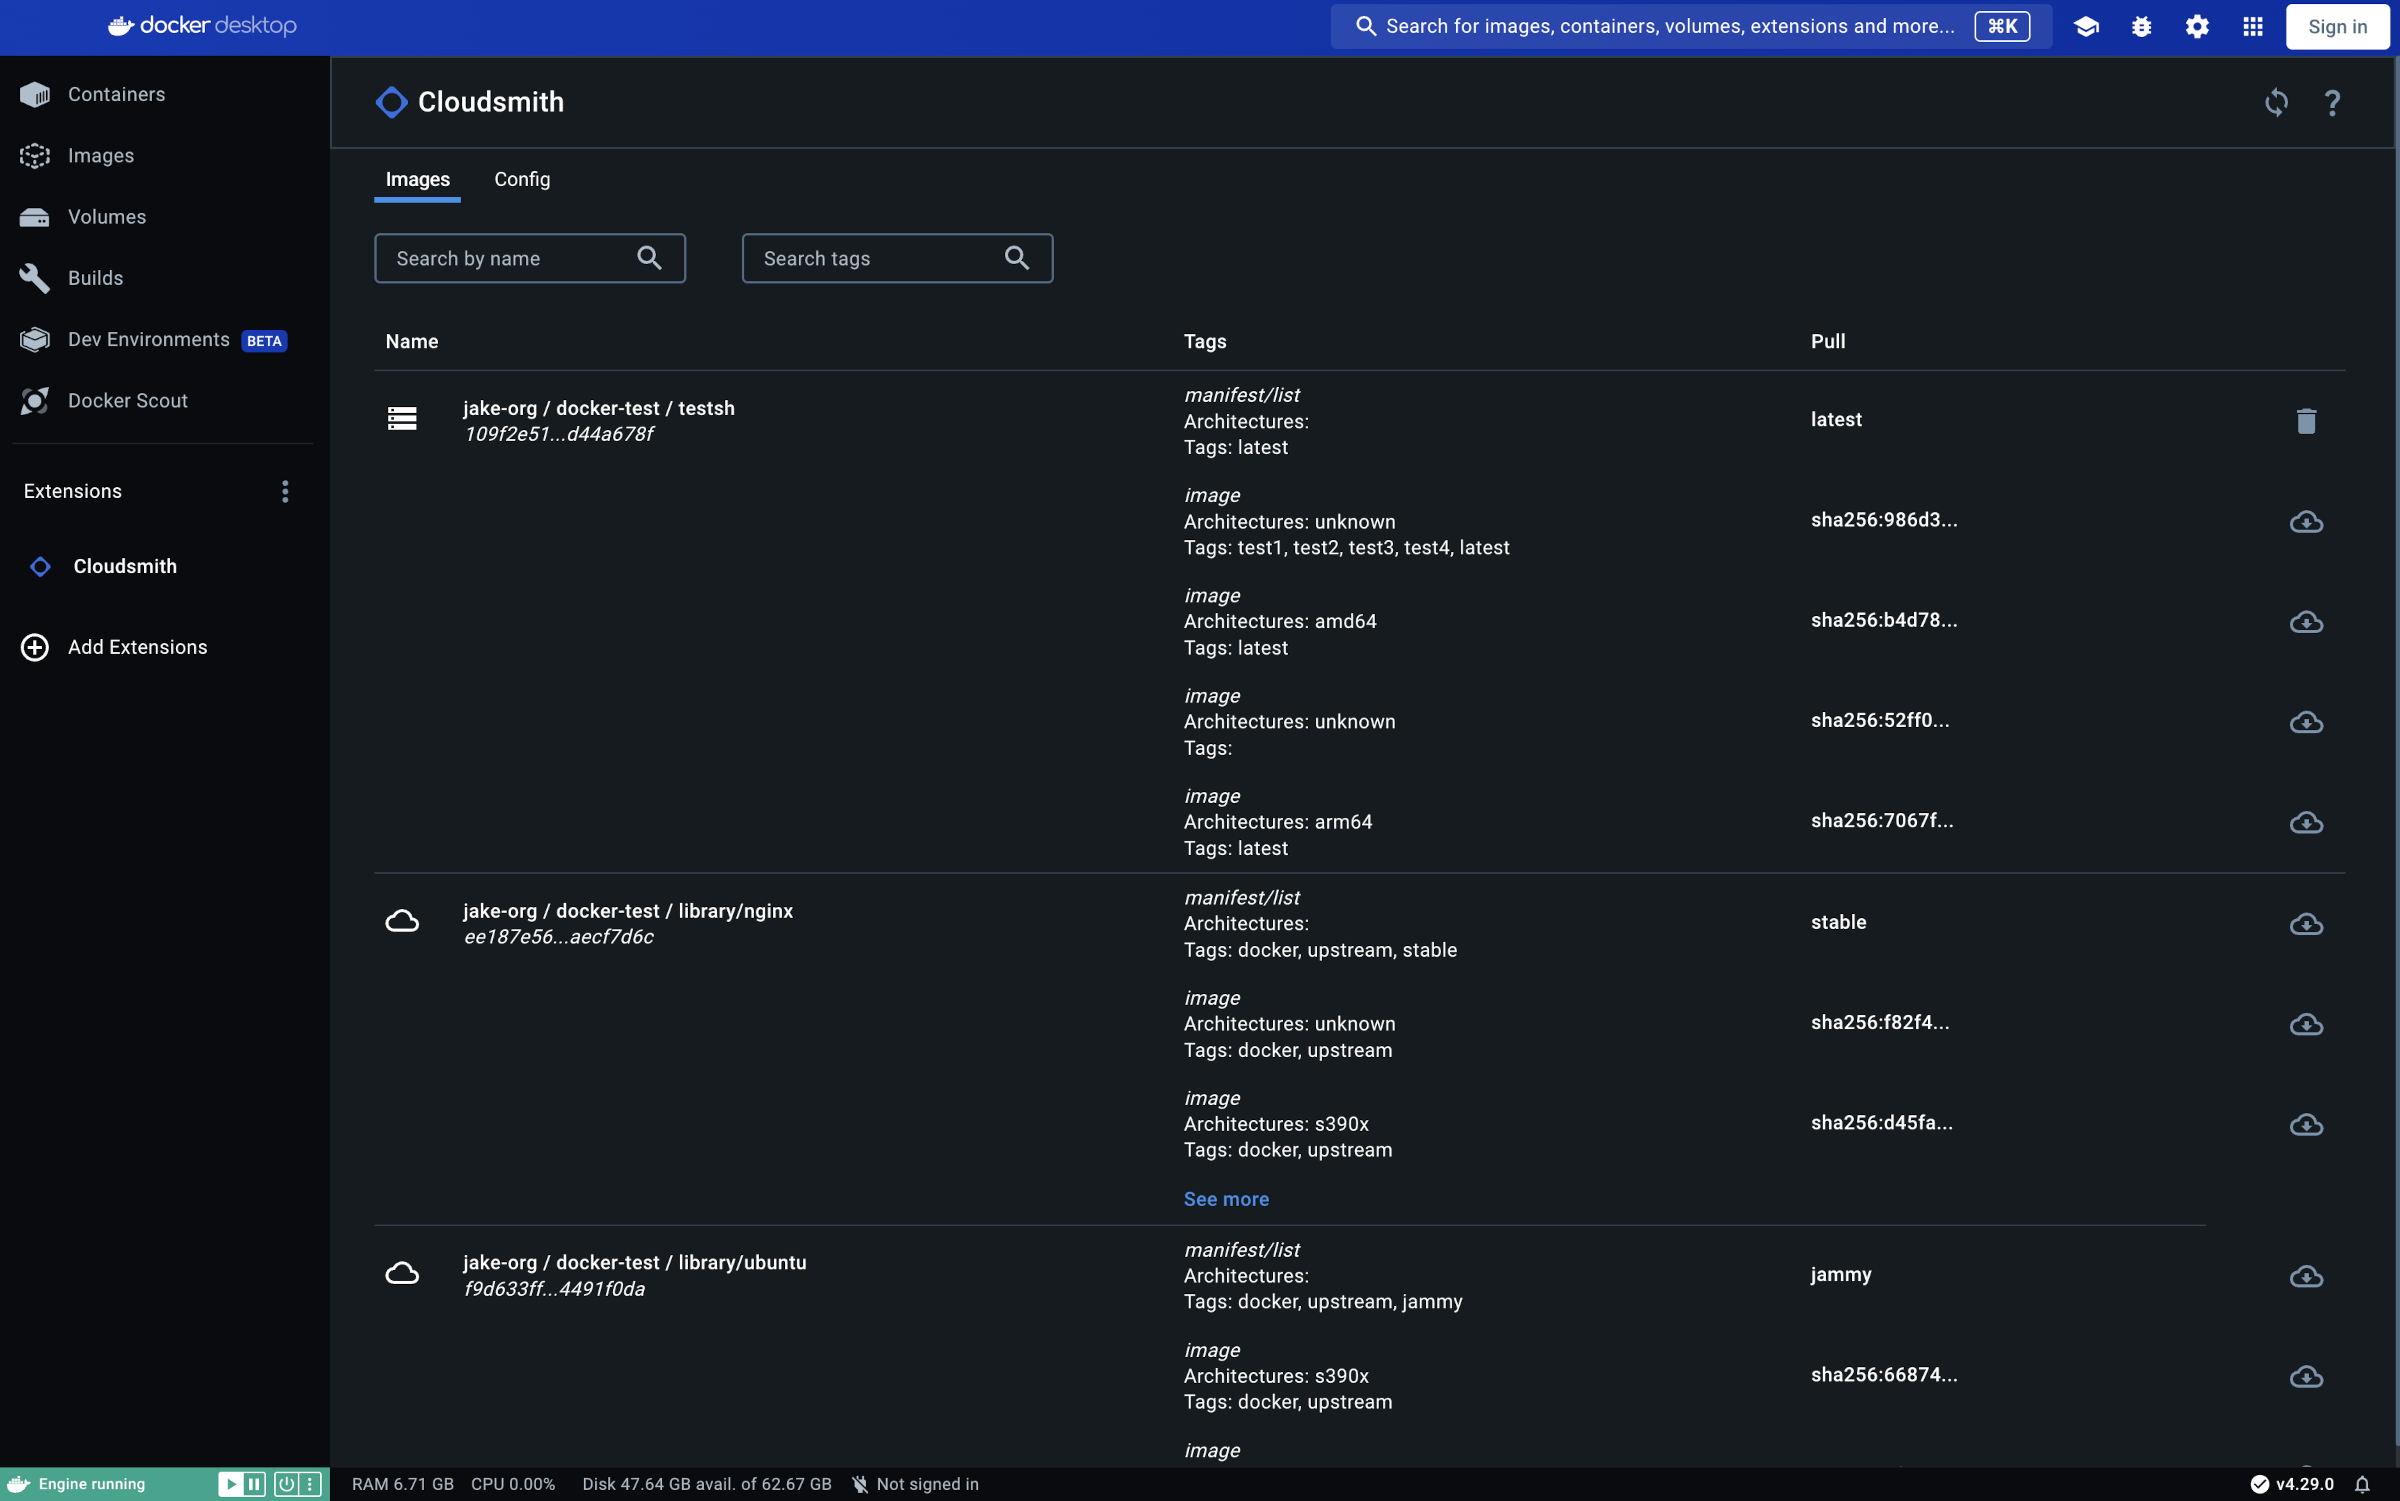 docker desktop
Search for images, containers, volumes, extensions and more...
⌘K
Sign in
Containers
Images
Volumes
Builds
Dev Environments BETA
Docker Scout
Extensions
Cloudsmith
Add Extensions
Cloudsmith
?
Images
Config
Search by name
Search tags
Name
Tags
Pull
jake-org / docker-test / testsh
109f2e51...d44a678f
manifest/list
Architectures:
Tags: latest
latest
image
Architectures: unknown
Tags: test1, test2, test3, test4, latest
sha256:986d3...
image
Architectures: amd64
Tags: latest
sha256:b4d78...
image
Architectures: unknown
Tags:
sha256:52ff0...
image
Architectures: arm64
Tags: latest
sha256:7067f...
jake-org / docker-test / library/nginx
ee187e56...aecf7d6c
manifest/list
Architectures:
Tags: docker, upstream, stable
stable
image
Architectures: unknown
Tags: docker, upstream
sha256:f82f4...
image
Architectures: s390x
Tags: docker, upstream
sha256:d45fa...
See more
jake-org / docker-test / library/ubuntu
f9d633ff...4491f0da
manifest/list
Architectures:
Tags: docker, upstream, jammy
jammy
image
Architectures: s390x
Tags: docker, upstream
sha256:66874...
image
Engine running
RAM 6.71 GB CPU 0.00% Disk 47.64 GB avail. of 62.67 GB Not signed in
v4.29.0